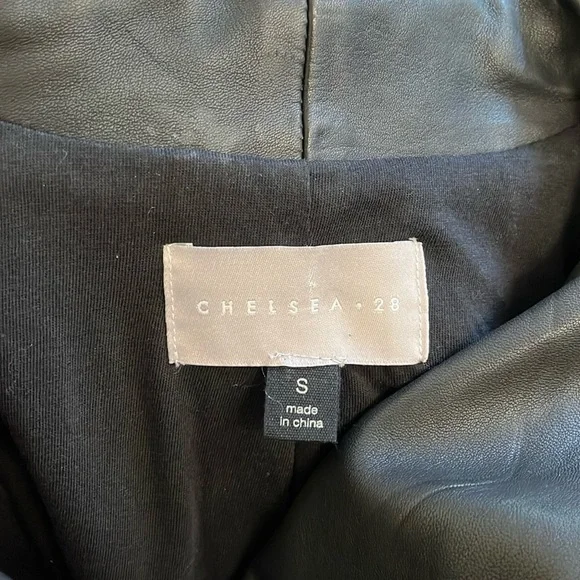 CHELSEA • 28
S
made
in china